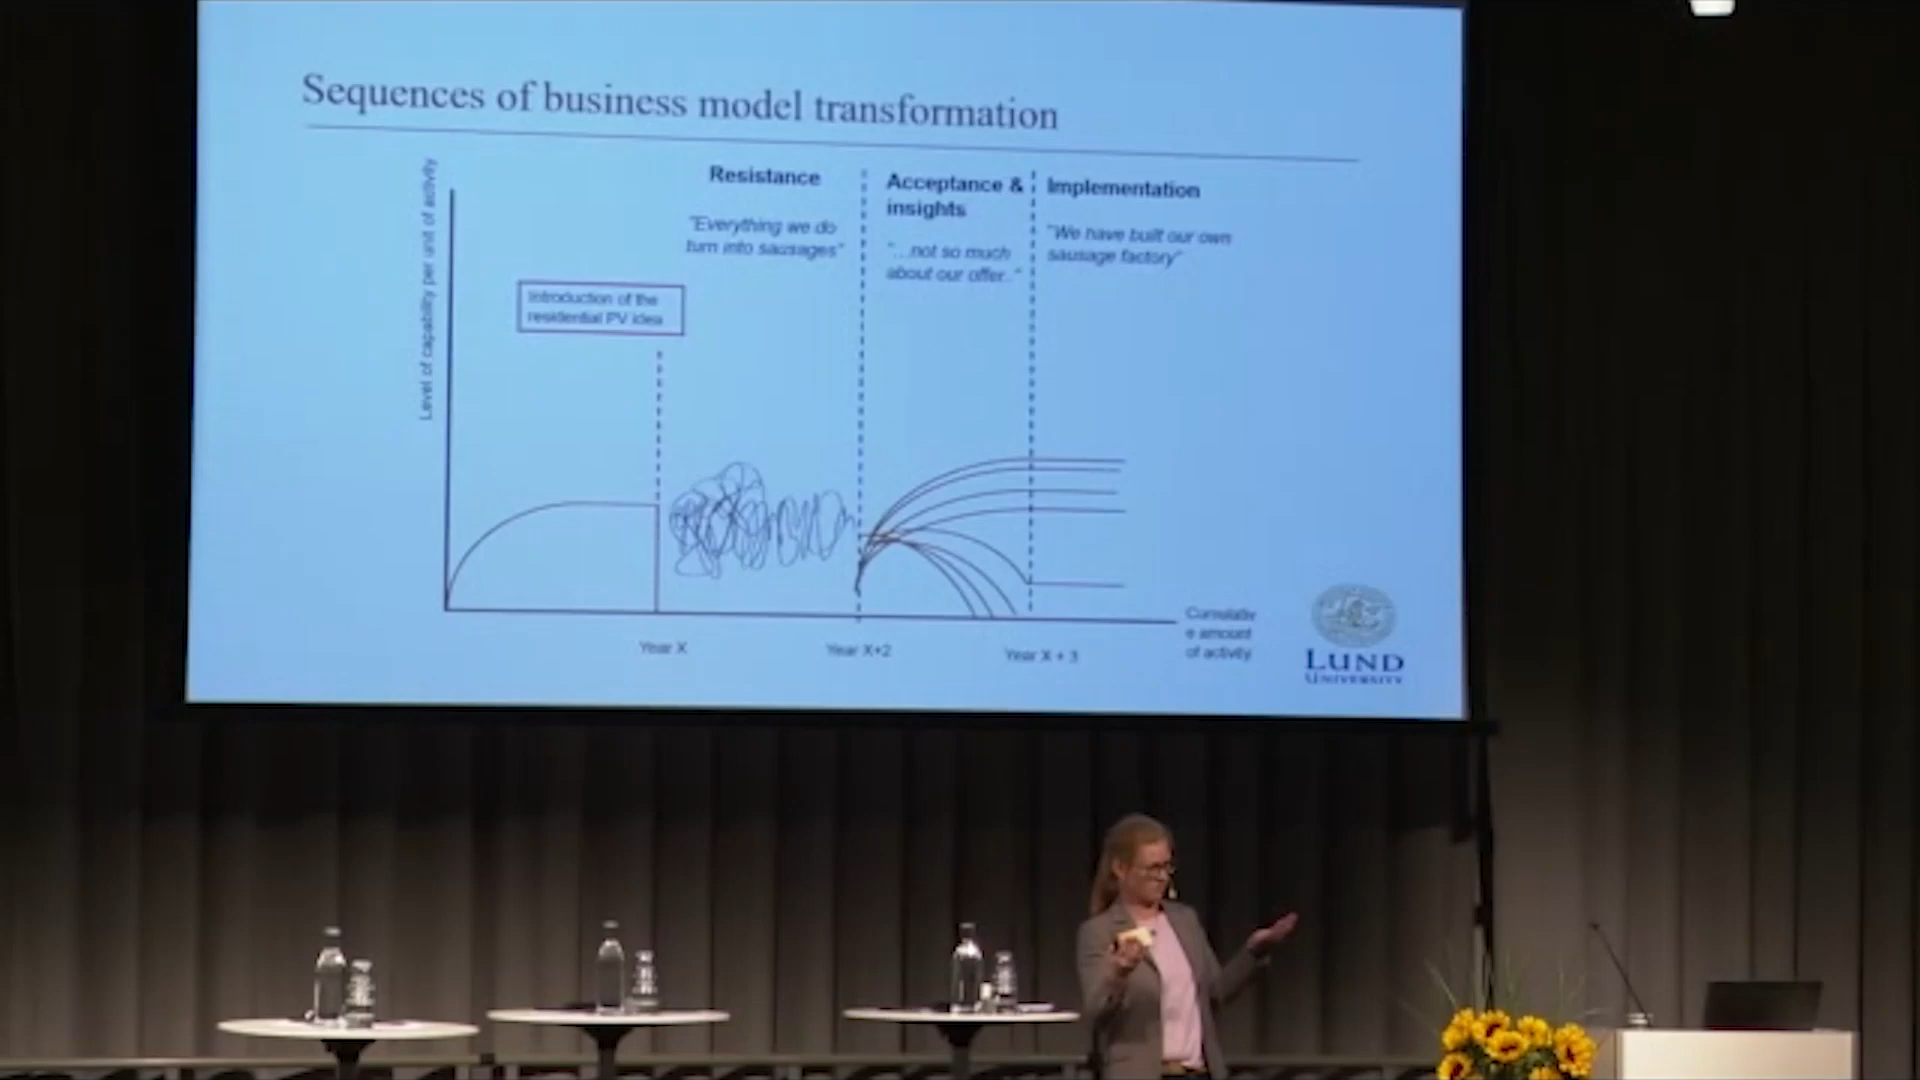 Sequences of business model transformation
Level of capability per unit of activity
Resistance
"Everything we do
turn into sausages"
Acceptance &
insights
"...not so much
about our offer.."
Implementation
"We have built our own
sausage factory"
Introduction of the
residential PV idea
Year X
Year X+2
Year X + 3
Cumulativ
e amount
of activity
LUND
UNIVERSITY